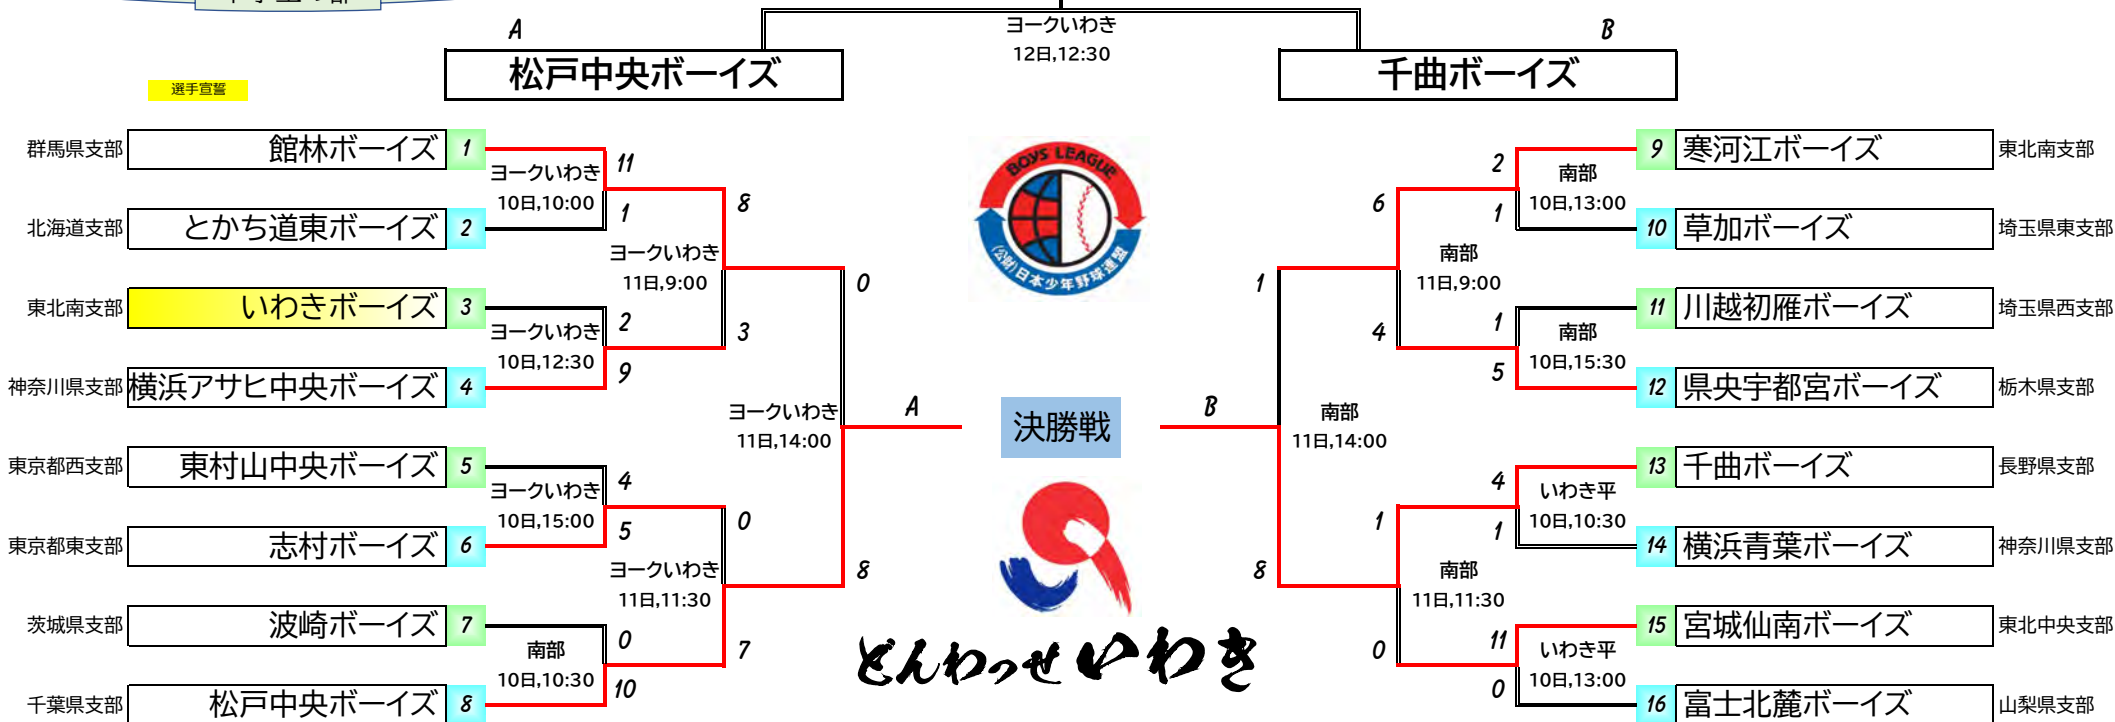 ヨークいわき
12日,12:30
A
B
松戸中央ボーイズ
千曲ボーイズ
選手宣誓
群馬県支部 館林ボーイズ 1
北海道支部 とかち道東ボーイズ 2
東北南支部 いわきボーイズ 3
神奈川県支部 横浜アサヒ中央ボーイズ 4
東京都西支部 東村山中央ボーイズ 5
東京都東支部 志村ボーイズ 6
茨城県支部 波崎ボーイズ 7
千葉県支部 松戸中央ボーイズ 8
ヨークいわき
10日,10:00
11
1
ヨークいわき
10日,12:30
2
9
ヨークいわき
10日,15:00
4
5
南部
10日,10:30
0
10
ヨークいわき
11日,9:00
8
3
ヨークいわき
11日,11:30
0
7
ヨークいわき
11日,14:00
0
8
A
BOYS LEAGUE
(公財)日本少年野球連盟
決勝戦
どんわっせいわき
B
南部
11日,14:00
1
8
南部
11日,9:00
6
4
南部
11日,11:30
1
0
南部
10日,13:00
2
1
南部
10日,15:30
1
5
いわき平
10日,10:30
4
1
いわき平
10日,13:00
11
0
9 寒河江ボーイズ 東北南支部
10 草加ボーイズ 埼玉県東支部
11 川越初雁ボーイズ 埼玉県西支部
12 県央宇都宮ボーイズ 栃木県支部
13 千曲ボーイズ 長野県支部
14 横浜青葉ボーイズ 神奈川県支部
15 宮城仙南ボーイズ 東北中央支部
16 富士北麓ボーイズ 山梨県支部